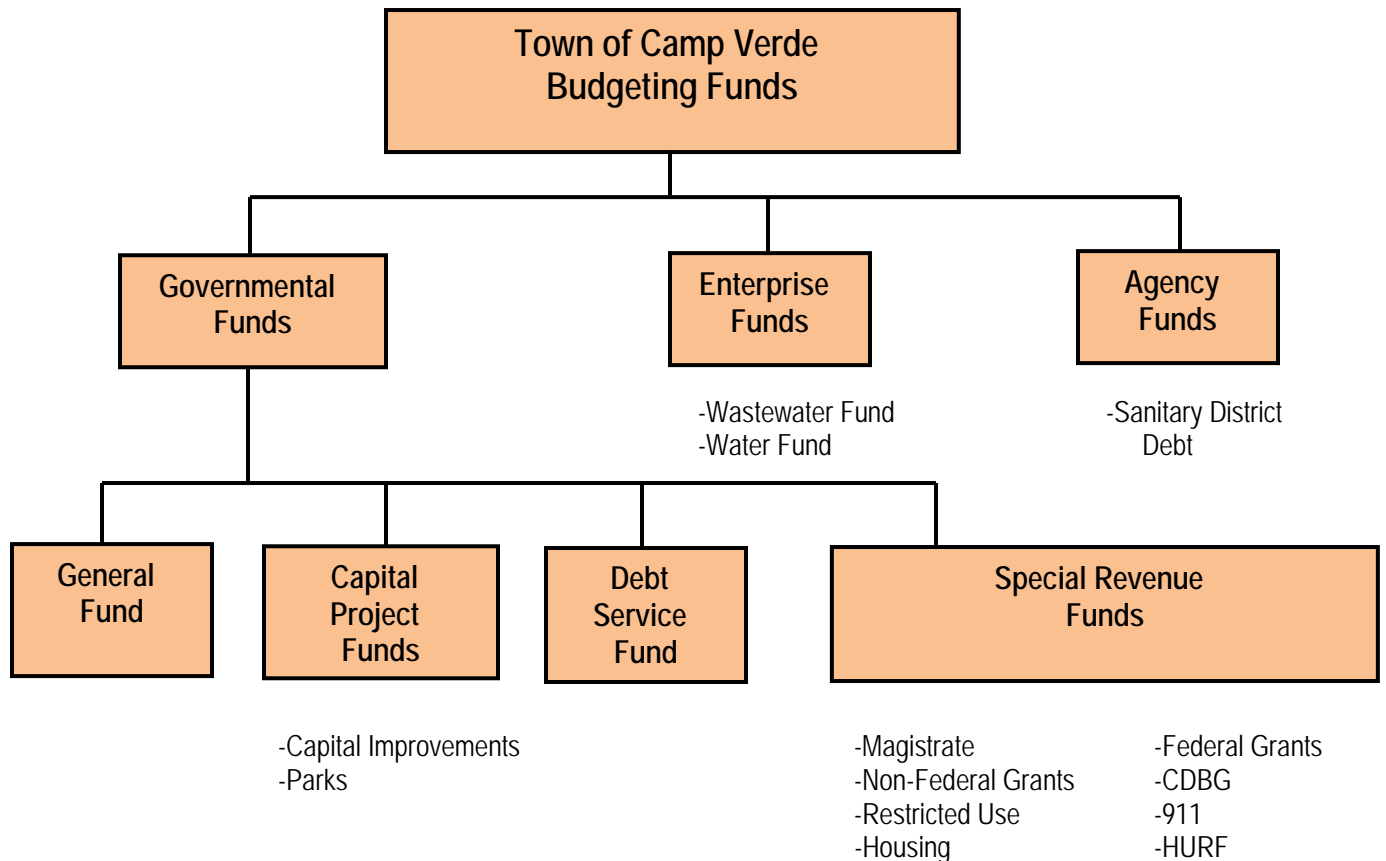 Town of Camp Verde
Budgeting Funds
Governmental
Funds
Enterprise
Funds
Agency
Funds
-Wastewater Fund
-Water Fund
-Sanitary District
Debt
General
Fund
Capital
Project
Funds
Debt
Service
Fund
Special Revenue
Funds
-Capital Improvements
-Parks
-Magistrate
-Non-Federal Grants
-Restricted Use
-Housing
-Federal Grants
-CDBG
-911
-HURF